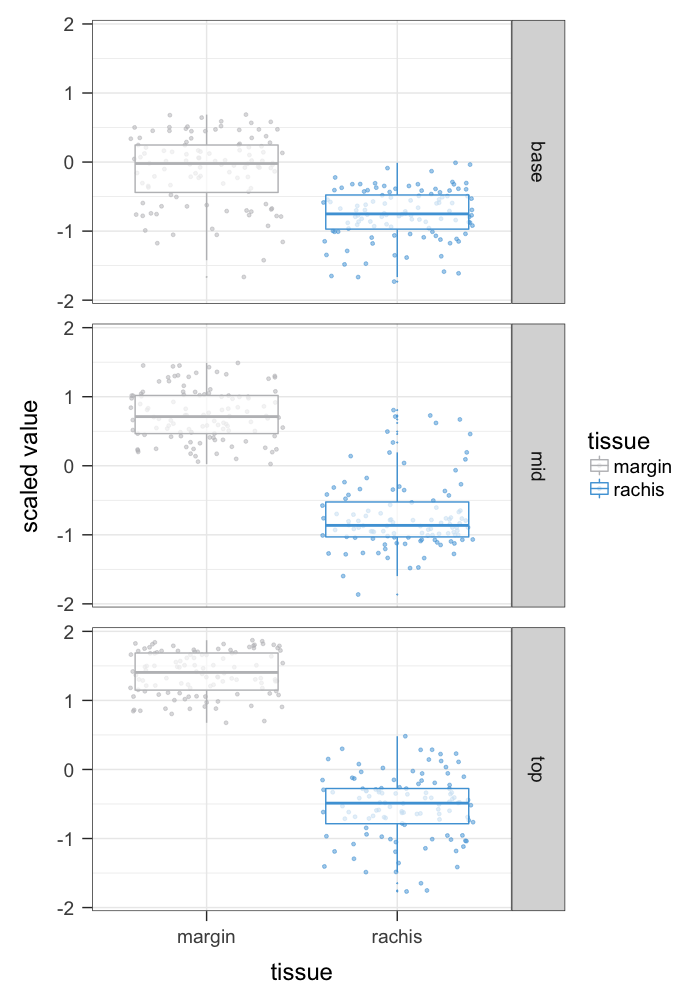 2
1
0
-1
-2
base
2
1
0
-1
-2
mid
2
1
0
-1
-2
top
scaled value
margin
rachis
tissue
tissue
margin
rachis